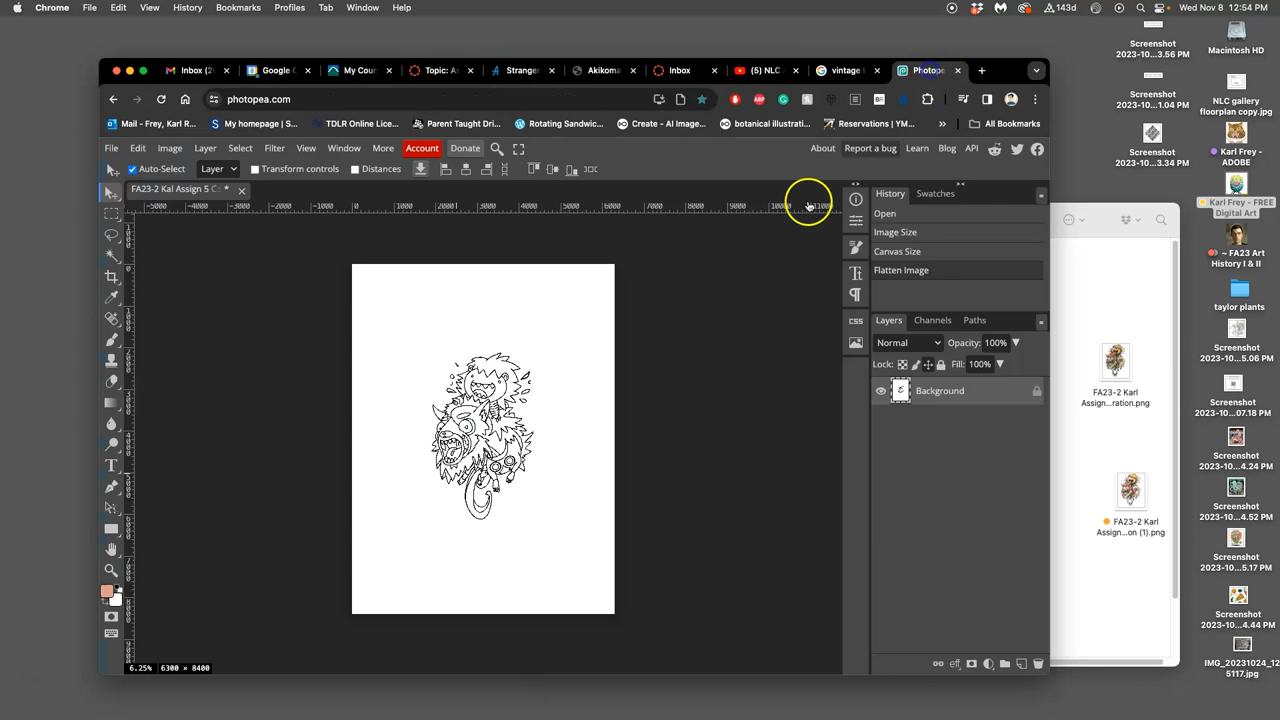 Chrome File Edit View History Bookmarks Profiles Tab Window Help 143d Wed Nov 8 12:54 PM
Inbox (2 Google C My Cour Topic: As Stranger Akikoma Inbox (5) NLC vintage Photope
photopea.com
Mail - Frey, Karl R... My homepage | S... TDLR Online Lice... Parent Taught Dri... Rotating Sandwic... Create - AI Image... botanical illustrati... Reservations / YM... » All Bookmarks
File Edit Image Layer Select Filter View Window More Account Donate About Report a bug Learn Blog API
Auto-Select Layer Transform controls Distances
FA23-2 Kal Assign 5 C *
History Swatches
Open
Image Size
Canvas Size
Flatten Image
Layers Channels Paths
Normal Opacity: 100%
Lock: Fill: 100%
Background
CSS
6.25% 6300 × 8400
FA23-2 Karl
Assign...ration.png
FA23-2 Karl
Assign...on (1).png
Screenshot
2023-10...3.56 PM
Screenshot
2023-10...1.04 PM
Screenshot
2023-10...3.34 PM
Macintosh HD
NLC gallery
floorplan copy.jpg
Karl Frey -
ADOBE
Karl Frey - FREE
Digital Art
~ FA23 Art
History I & II
taylor plants
Screenshot
2023-10...5.06 PM
Screenshot
2023-10...07.18 PM
Screenshot
2023-10...4.24 PM
Screenshot
2023-10...4.52 PM
Screenshot
2023-10...5.17 PM
Screenshot
2023-10...4.44 PM
IMG_20231024_12
5117.jpg